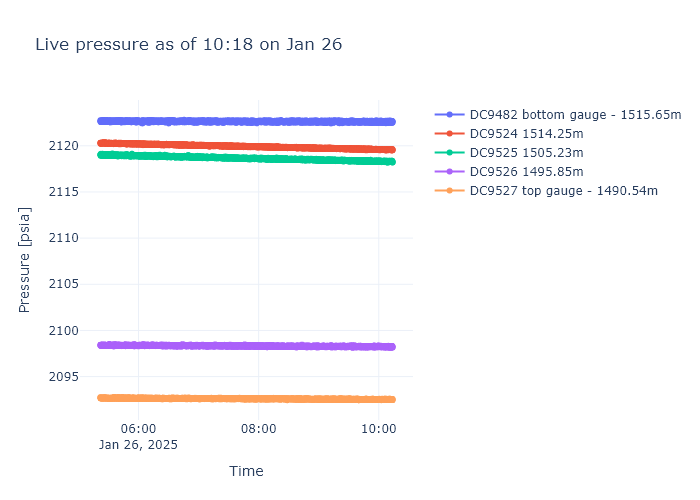 Live pressure as of 10:18 on Jan 26
DC9482 bottom gauge - 1515.65m
DC9524 1514.25m
DC9525 1505.23m
DC9526 1495.85m
DC9527 top gauge - 1490.54m
Pressure [psia]
2120
2115
2110
2105
2100
2095
06:00 08:00 10:00
Jan 26, 2025
Time